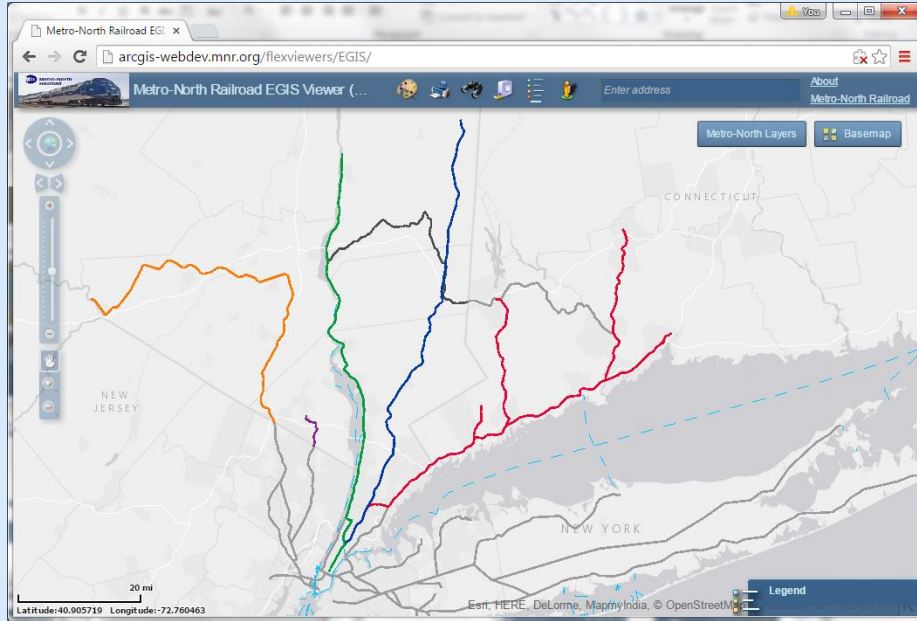 You
Metro-North Railroad EGI
arcgis-webdev.mnr.org/flexviewers/EGIS/
Metro-North Railroad EGIS Viewer (...
Enter address
About
Metro-North Railroad
Metro-North Layers
Basemap
CONNECTICUT
NEW
JERSEY
NEW YORK
20 mi
Legend
Latitude:40.905719 Longitude:-72.760463
Esri, HERE, DeLorme, MapmyIndia, © OpenStreetMap